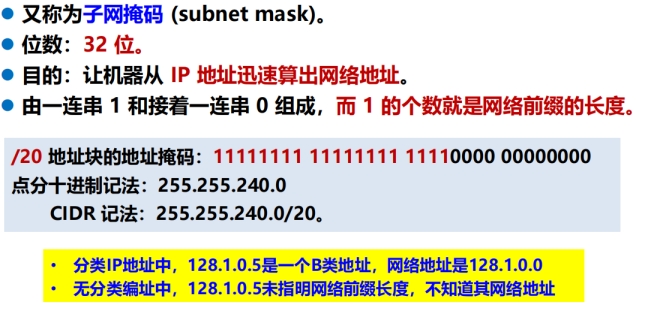 又称为子网掩码 (subnet mask)。
位数：32 位。
目的：让机器从 IP 地址迅速算出网络地址。
由一连串 1 和接着一连串 0 组成，而 1 的个数就是网络前缀的长度。
/20 地址块的地址掩码：11111111 11111111 11110000 00000000
点分十进制记法：255.255.240.0
CIDR 记法：255.255.240.0/20。
• 分类IP地址中，128.1.0.5是一个B类地址，网络地址是128.1.0.0
• 无分类编址中，128.1.0.5未指明网络前缀长度，不知道其网络地址